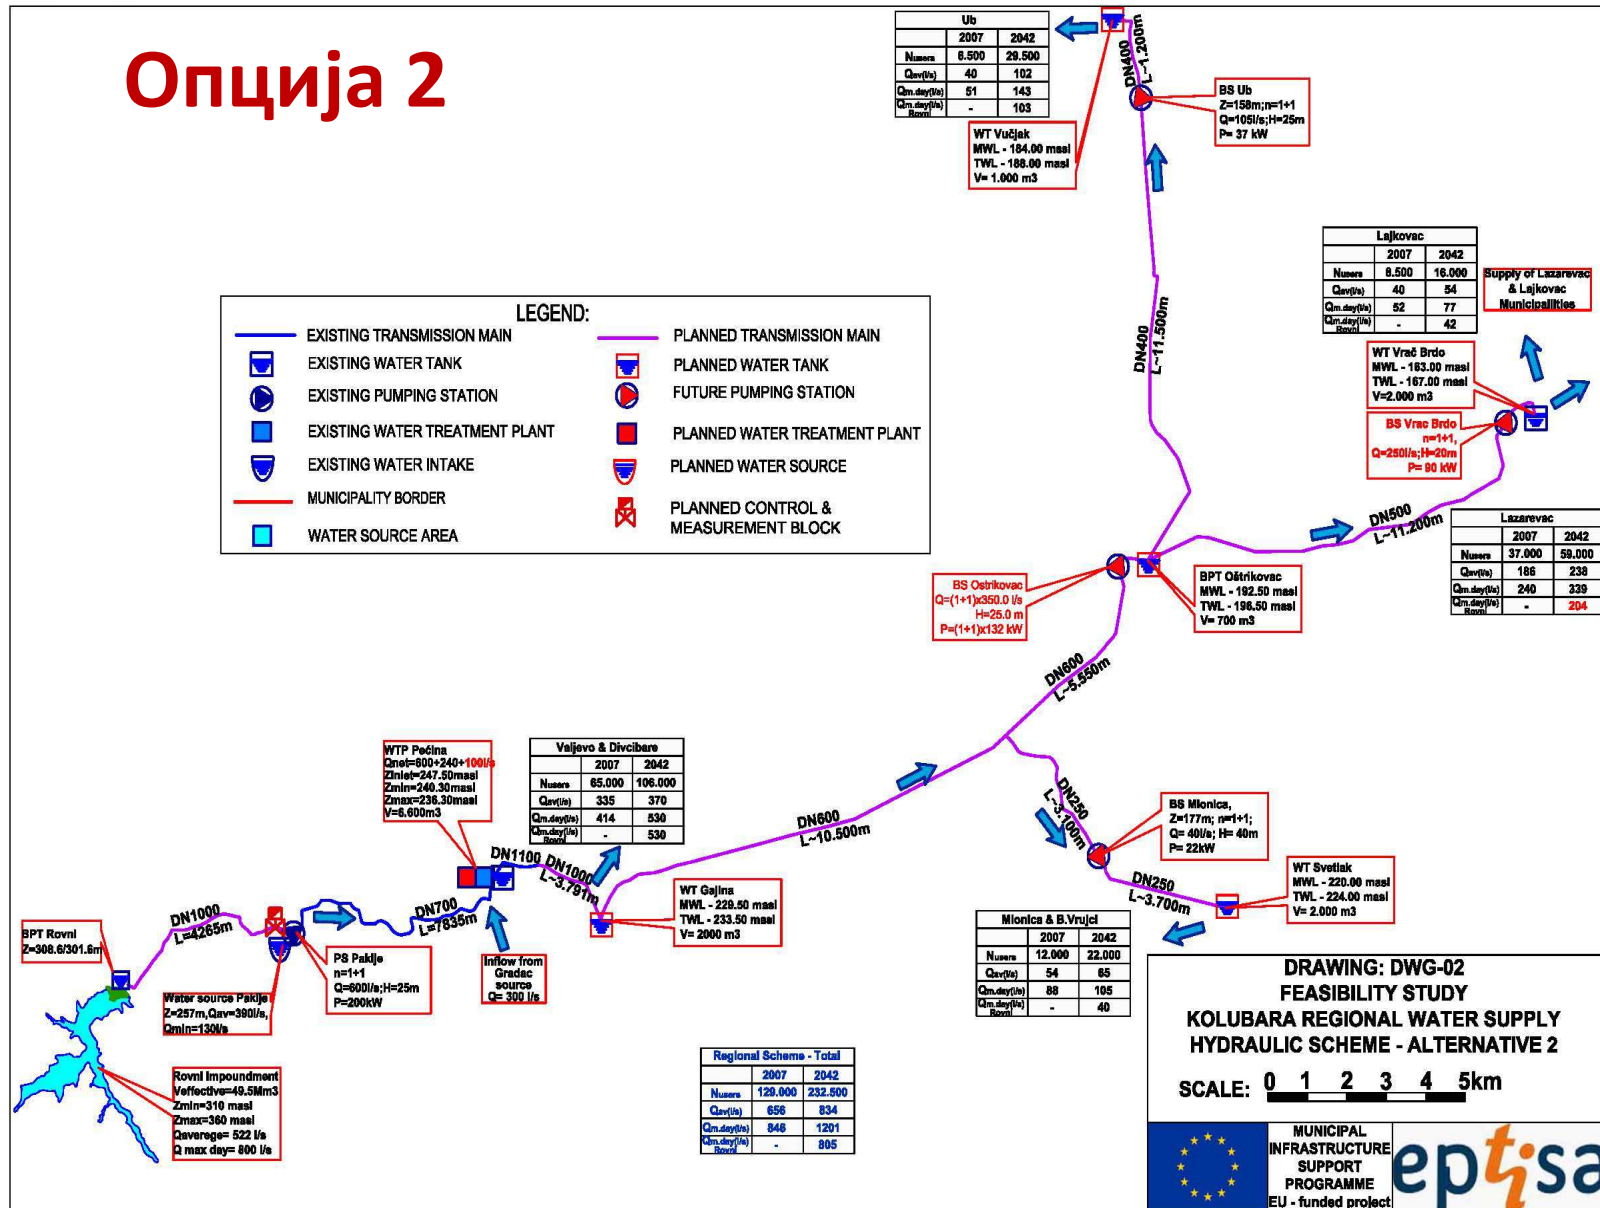 Опција 2
Ub
2007 2042
Nusers 6.500 29.500
Qav(l/s) 40 102
Qm.day(l/s) 51 143
Qm.day(l/s) Rovni - 103
DN400
L~1.200m
BS Ub
Z=158m;n=1+1
Q=105l/s;H=25m
P= 37 kW
WT Vučjak
MWL - 184.00 masl
TWL - 188.00 masl
V= 1.000 m3
Lajkovac
2007 2042
Nusers 8.500 16.000
Qav(l/s) 40 54
Qm.day(l/s) 52 77
Qm.day(l/s) Rovni - 42
Supply of Lazarevac
& Lajkovac
Municipalities
LEGEND:
EXISTING TRANSMISSION MAIN
EXISTING WATER TANK
EXISTING PUMPING STATION
EXISTING WATER TREATMENT PLANT
EXISTING WATER INTAKE
MUNICIPALITY BORDER
WATER SOURCE AREA
PLANNED TRANSMISSION MAIN
PLANNED WATER TANK
FUTURE PUMPING STATION
PLANNED WATER TREATMENT PLANT
PLANNED WATER SOURCE
PLANNED CONTROL &
MEASUREMENT BLOCK
DN400
L~11.500m
WT Vrač Brdo
MWL - 163.00 masl
TWL - 167.00 masl
V=2.000 m3
BS Vrac Brdo
n=1+1,
Q=250l/s;H=20m
P= 90 kW
DN500
L~11.200m
Lazarevac
2007 2042
Nusers 37.000 59.000
Qav(l/s) 186 238
Qm.day(l/s) 240 339
Qm.day(l/s) Rovni - 204
BS Ostrikovac
Q=(1+1)x350.0 l/s
H=25.0 m
P=(1+1)x132 kW
BPT Oštrikovac
MWL - 192.50 masl
TWL - 196.50 masl
V= 700 m3
DN600
L~5.550m
WTP Pećina
Qnet=600+240+100l/s
Zinlet=247.50masl
Zmin=240.30masl
Zmax=236.30masl
V=6.600m3
Valjevo & Divcibare
2007 2042
Nusers 65.000 106.000
Qav(l/s) 335 370
Qm.day(l/s) 414 530
Qm.day(l/s) Rovni - 530
DN600
L~10.500m
DN250
L~3.100m
BS Mionica,
Z=177m; n=1+1;
Q= 40l/s; H= 40m
P= 22kW
DN1100
DN1000
L~3.791m
WT Gajina
MWL - 229.50 masl
TWL - 233.50 masl
V= 2000 m3
DN250
L~3.700m
WT Svetlak
MWL - 220.00 masl
TWL - 224.00 masl
V= 2.000 m3
DN1000
L=4265m
DN700
L=7835m
BPT Rovni
Z=308.6/301.6m
PS Paklje
n=1+1
Q=600l/s;H=25m
P=200kW
Inflow from
Gradac
source
Q= 300 l/s
Water source Paklje
Z=257m,Qav=390l/s,
Qmin=130l/s
Mionica & B.Vrujci
2007 2042
Nusers 12.000 22.000
Qav(l/s) 54 65
Qm.day(l/s) 88 105
Qm.day(l/s) Rovni - 40
Rovni Impoundment
Veffective=49.5Mm3
Zmin=310 masl
Zmax=360 masl
Qaverege= 522 l/s
Q max day= 800 l/s
Regional Scheme - Total
2007 2042
Nusers 129.000 232.500
Qav(l/s) 656 834
Qm.day(l/s) 846 1201
Qm.day(l/s) Rovni - 805
DRAWING: DWG-02
FEASIBILITY STUDY
KOLUBARA REGIONAL WATER SUPPLY
HYDRAULIC SCHEME - ALTERNATIVE 2
SCALE: 0 1 2 3 4 5km
MUNICIPAL
INFRASTRUCTURE
SUPPORT
PROGRAMME
EU - funded project
eptisa